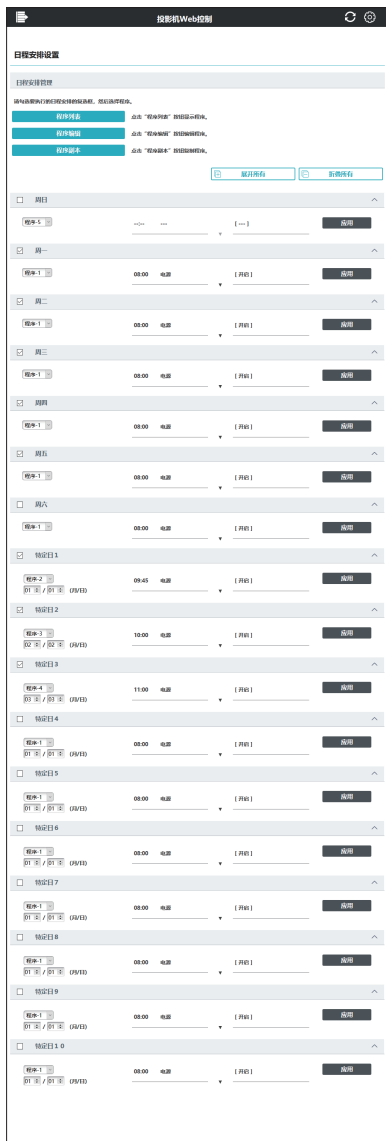 投影机Web控制
日程安排设置
日程安排管理
请勾选要执行的日程安排的复选框，然后选择程序。
程序列表 点击“程序列表”按钮显示程序。
程序编辑 点击“程序编辑”按钮编辑程序。
程序副本 点击“程序副本”按钮复制程序。
展开所有 折叠所有
周日
程序-5 --:-- --- [ --- ] 应用
周一
程序-1 08:00 电源 [ 开启 ] 应用
周二
程序-1 08:00 电源 [ 开启 ] 应用
周三
程序-1 08:00 电源 [ 开启 ] 应用
周四
程序-1 08:00 电源 [ 开启 ] 应用
周五
程序-1 08:00 电源 [ 开启 ] 应用
周六
程序-1 08:00 电源 [ 开启 ] 应用
特定日1
程序-2 09:45 电源 [ 开启 ] 应用
01 / 01 (月/日)
特定日2
程序-3 10:00 电源 [ 开启 ] 应用
02 / 02 (月/日)
特定日3
程序-4 11:00 电源 [ 开启 ] 应用
03 / 03 (月/日)
特定日4
程序-1 08:00 电源 [ 开启 ] 应用
01 / 01 (月/日)
特定日5
程序-1 08:00 电源 [ 开启 ] 应用
01 / 01 (月/日)
特定日6
程序-1 08:00 电源 [ 开启 ] 应用
01 / 01 (月/日)
特定日7
程序-1 08:00 电源 [ 开启 ] 应用
01 / 01 (月/日)
特定日8
程序-1 08:00 电源 [ 开启 ] 应用
01 / 01 (月/日)
特定日9
程序-1 08:00 电源 [ 开启 ] 应用
01 / 01 (月/日)
特定日10
程序-1 08:00 电源 [ 开启 ] 应用
01 / 01 (月/日)